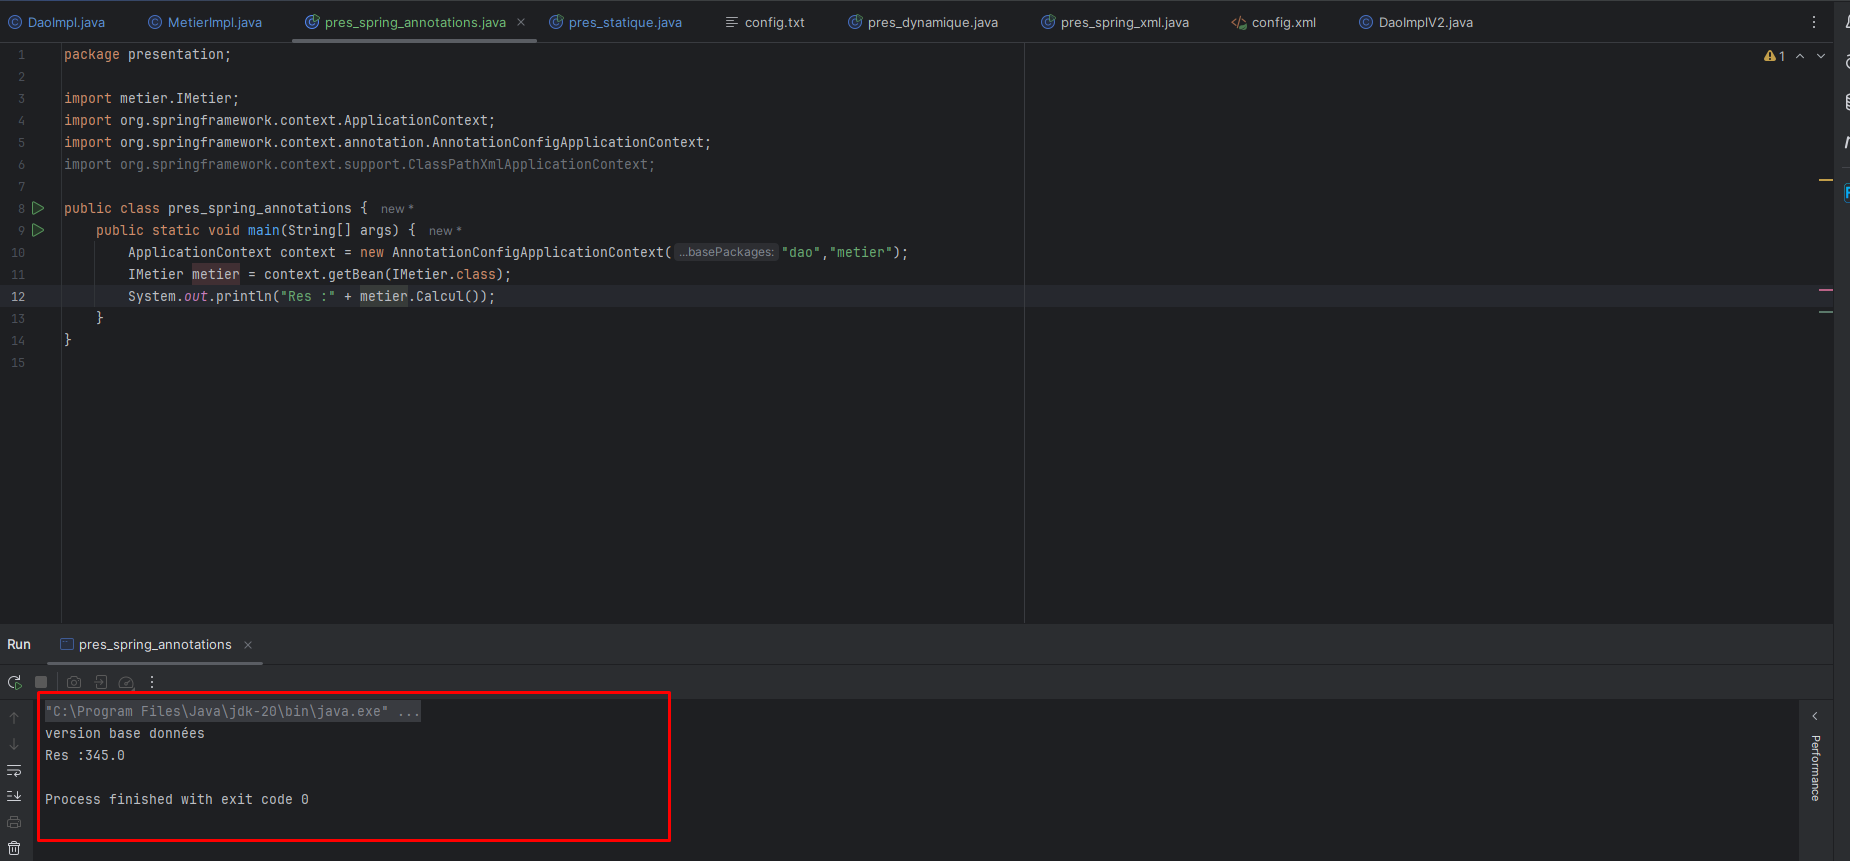 DaoImpl.java MetierImpl.java pres_spring_annotations.java pres_statique.java config.txt pres_dynamique.java pres_spring_xml.java config.xml DaoImplV2.java
1 package presentation; 1
2
3 import metier.IMetier;
4 import org.springframework.context.ApplicationContext;
5 import org.springframework.context.annotation.AnnotationConfigApplicationContext;
6 import org.springframework.context.support.ClassPathXmlApplicationContext;
7
8 public class pres_spring_annotations { new *
9 public static void main(String[] args) { new *
10 ApplicationContext context = new AnnotationConfigApplicationContext( ...basePackages: "dao","metier");
11 IMetier metier = context.getBean(IMetier.class);
12 System.out.println("Res :" + metier.Calcul());
13 }
14 }
15
Run pres_spring_annotations
"C:\Program Files\Java\jdk-20\bin\java.exe" ...
version base données
Res :345.0
Process finished with exit code 0
Performance